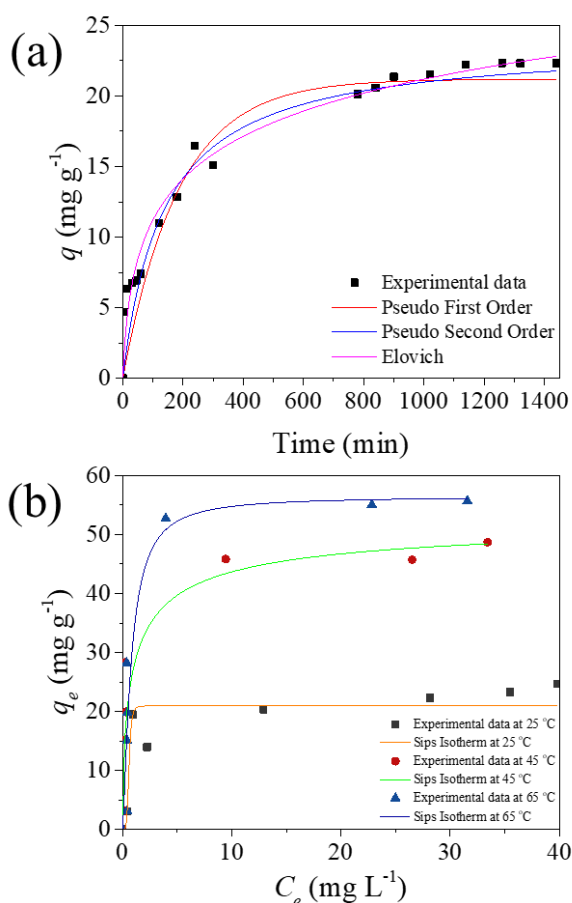 (a)
25
20
15
10
5
0
q (mg g⁻¹)
Experimental data
Pseudo First Order
Pseudo Second Order
Elovich
0 200 400 600 800 1000 1200 1400
Time (min)
(b)
60
50
40
30
20
10
0
qₑ (mg g⁻¹)
Experimental data at 25 °C
Sips Isotherm at 25 °C
Experimental data at 45 °C
Sips Isotherm at 45 °C
Experimental data at 65 °C
Sips Isotherm at 65 °C
0 10 20 30 40
Cₑ (mg L⁻¹)